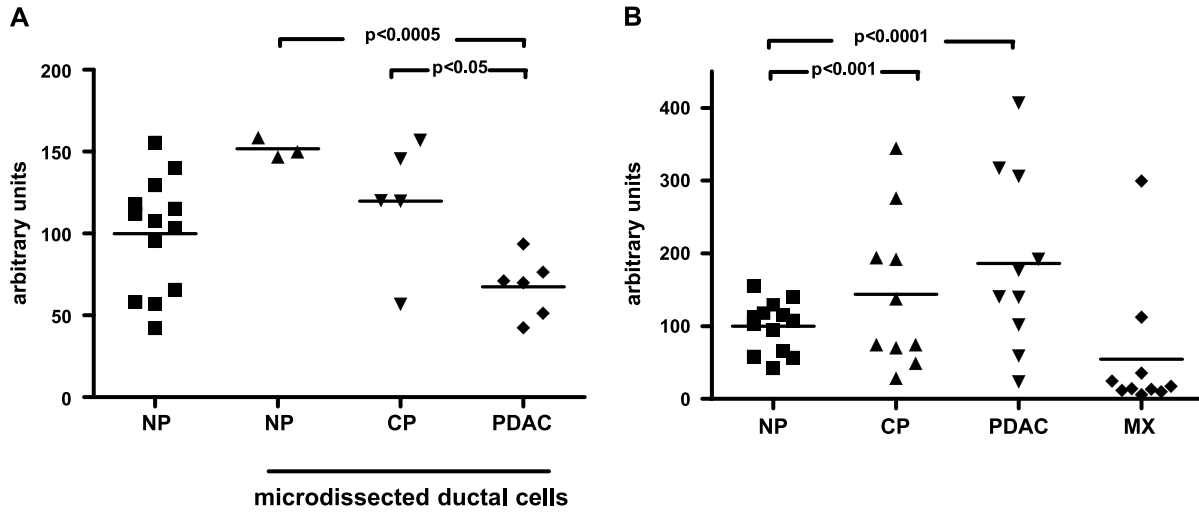 A
p<0.0005
p<0.05
200
150
100
50
0
arbitrary units
NP
NP
CP
PDAC
microdissected ductal cells
B
p<0.0001
p<0.001
400
300
200
100
0
arbitrary units
NP
CP
PDAC
MX